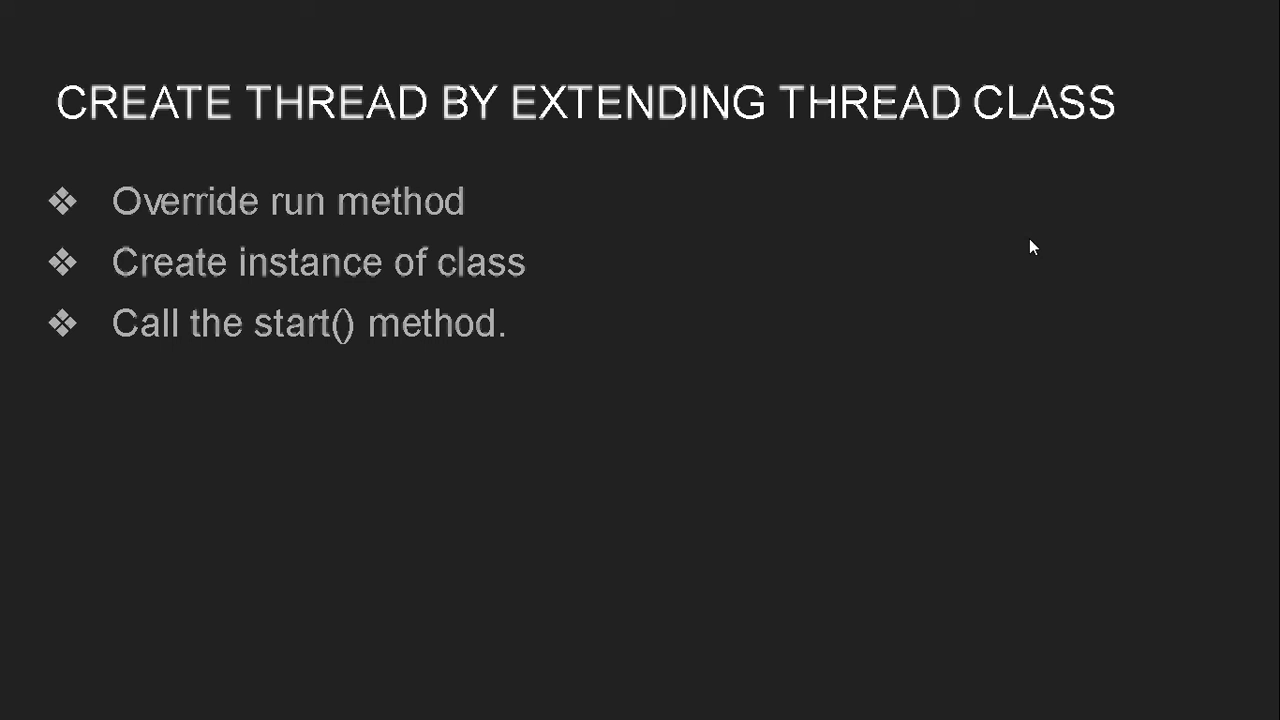 CREATE THREAD BY EXTENDING THREAD CLASS
❖ Override run method
❖ Create instance of class
❖ Call the start() method.